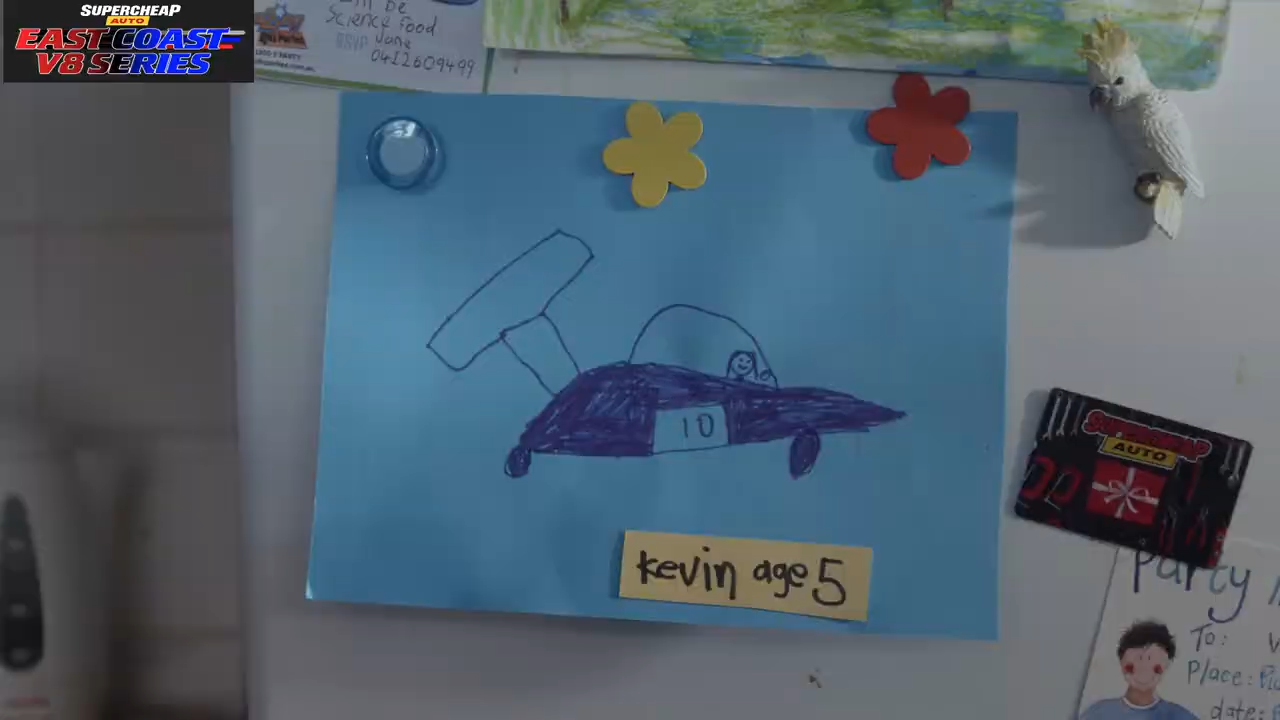 SUPERCHEAP
AUTO
EAST COAST
V8 SERIES
be
Science Food
RSVP Jane
0412609499
10
kevin age 5
SUPERCHEAP
AUTO
Party
To:
Place:
date: